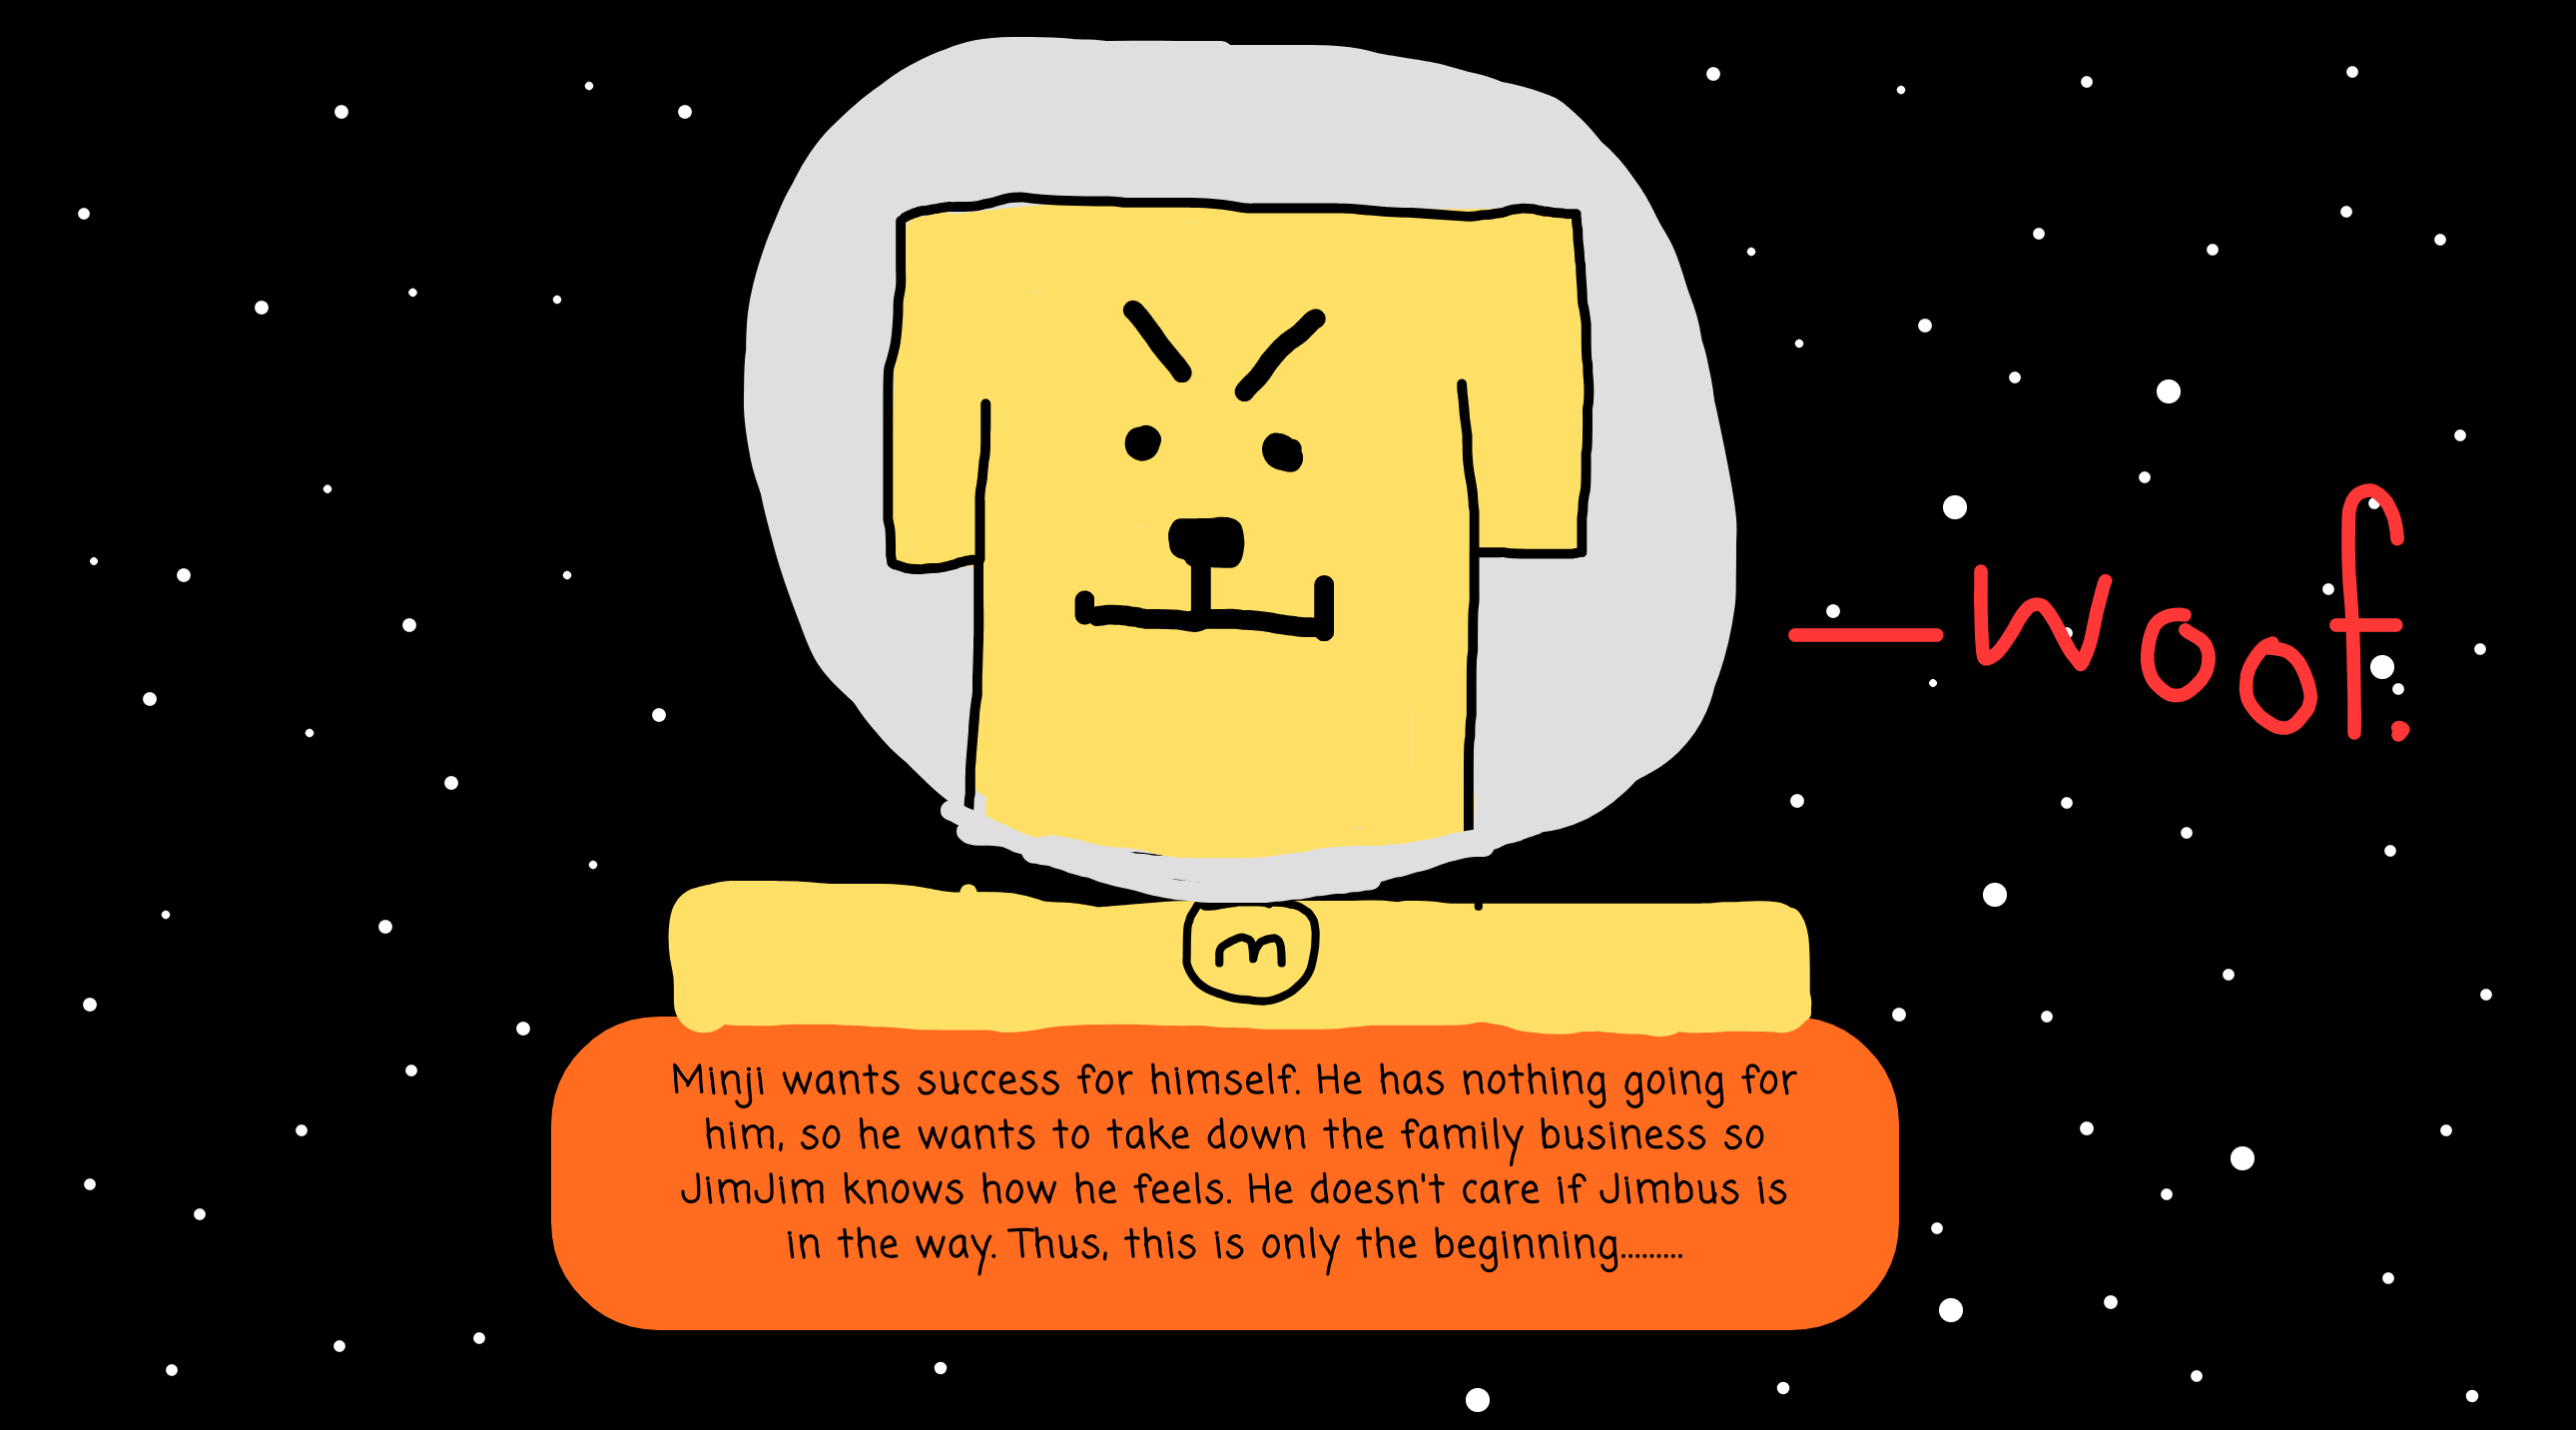 —woof.
m
Minji wants success for himself. He has nothing going for
him, so he wants to take down the family business so
JimJim knows how he feels. He doesn't care if Jimbus is
in the way. Thus, this is only the beginning.........